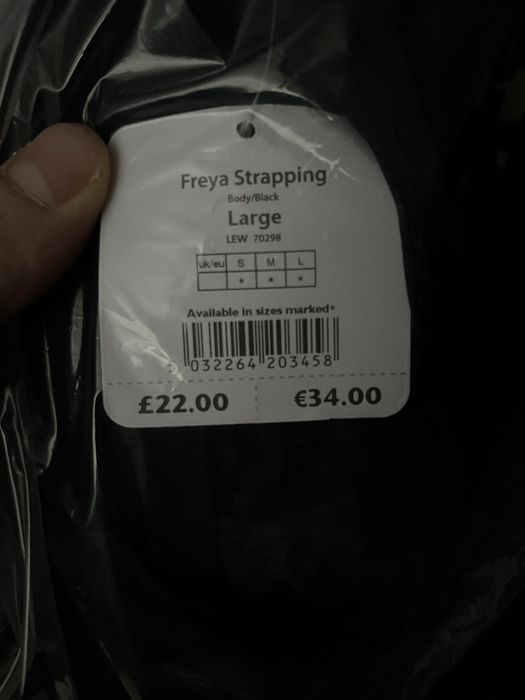 Freya Strapping
Body/Black
Large
LEW 70298
uk/eu S M L
* * *
Available in sizes marked*
5 032264 203458
£22.00 €34.00